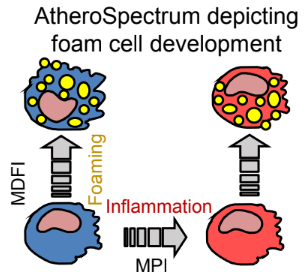 AtheroSpectrum depicting
foam cell development
MDFI
Foaming
Inflammation
MPI